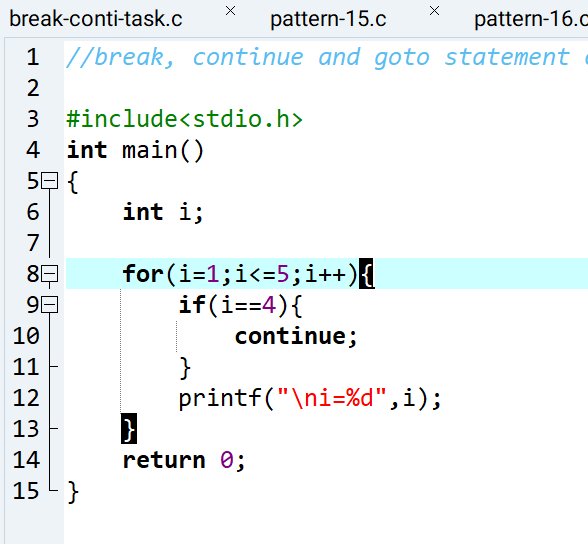 break-conti-task.c × pattern-15.c × pattern-16.c
1 //break, continue and goto statement
2
3 #include<stdio.h>
4 int main()
5 {
6 int i;
7
8 for(i=1;i<=5;i++){
9 if(i==4){
10 continue;
11 }
12 printf("\ni=%d",i);
13 }
14 return 0;
15 }